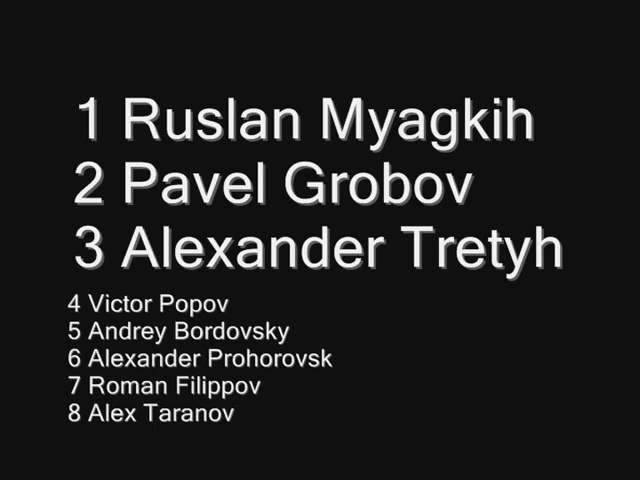 1 Ruslan Myagkih
2 Pavel Grobov
3 Alexander Tretyh
4 Victor Popov
5 Andrey Bordovsky
6 Alexander Prohorovsk
7 Roman Filippov
8 Alex Taranov